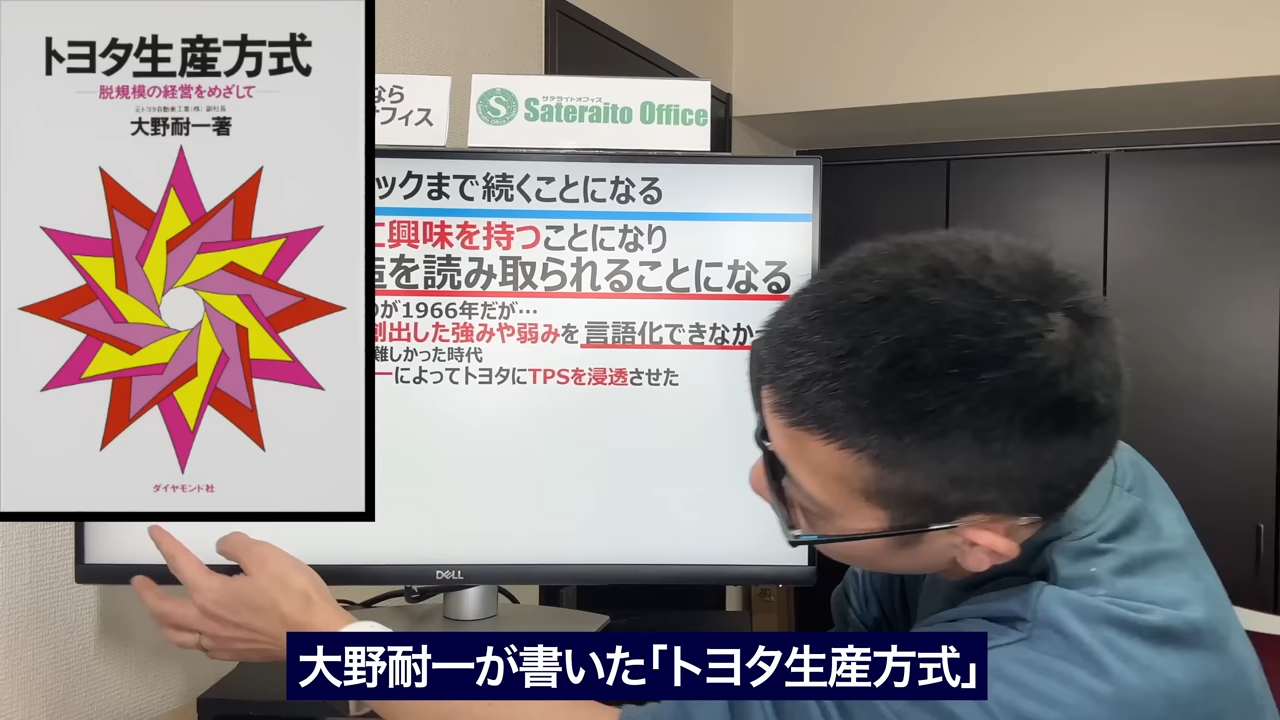 トヨタ生産方式
脱規模の経営をめざして
元トヨタ自動車工業(株) 副社長
大野耐一著
ダイヤモンド社
なら
フィス
サテライトオフィス
Sateraito Office
ックまで続くことになる
に興味を持つことになり
造を読み取られることになる
のが1966年だが…
創出した強みや弱みを言語化できなかっ
難しかった時代
ーによってトヨタにTPSを浸透させた
DELL
大野耐一が書いた「トヨタ生産方式」